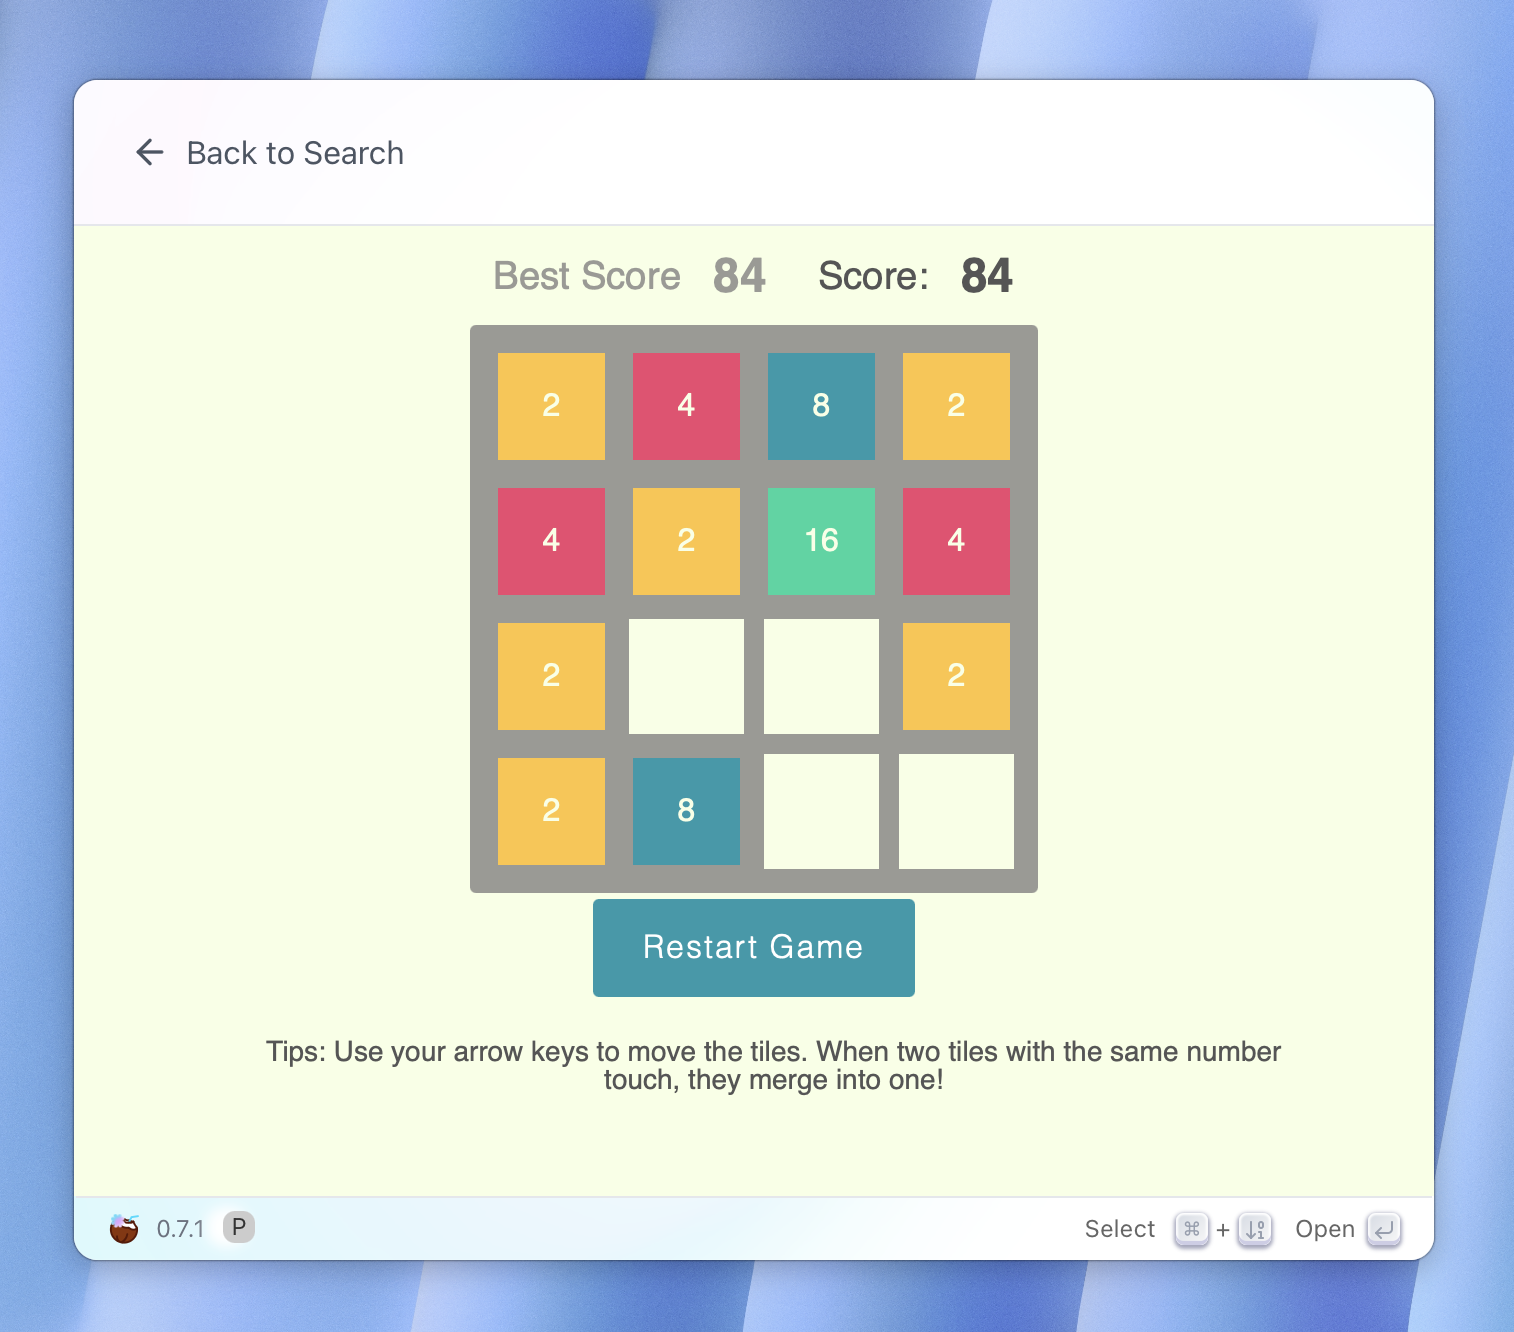 Back to Search
Best Score 84 Score: 84
2 4 8 2
4 2 16 4
2 2
2 8
Restart Game
Tips: Use your arrow keys to move the tiles. When two tiles with the same number
touch, they merge into one!
0.7.1 P Select ⌘ + ↓01 Open